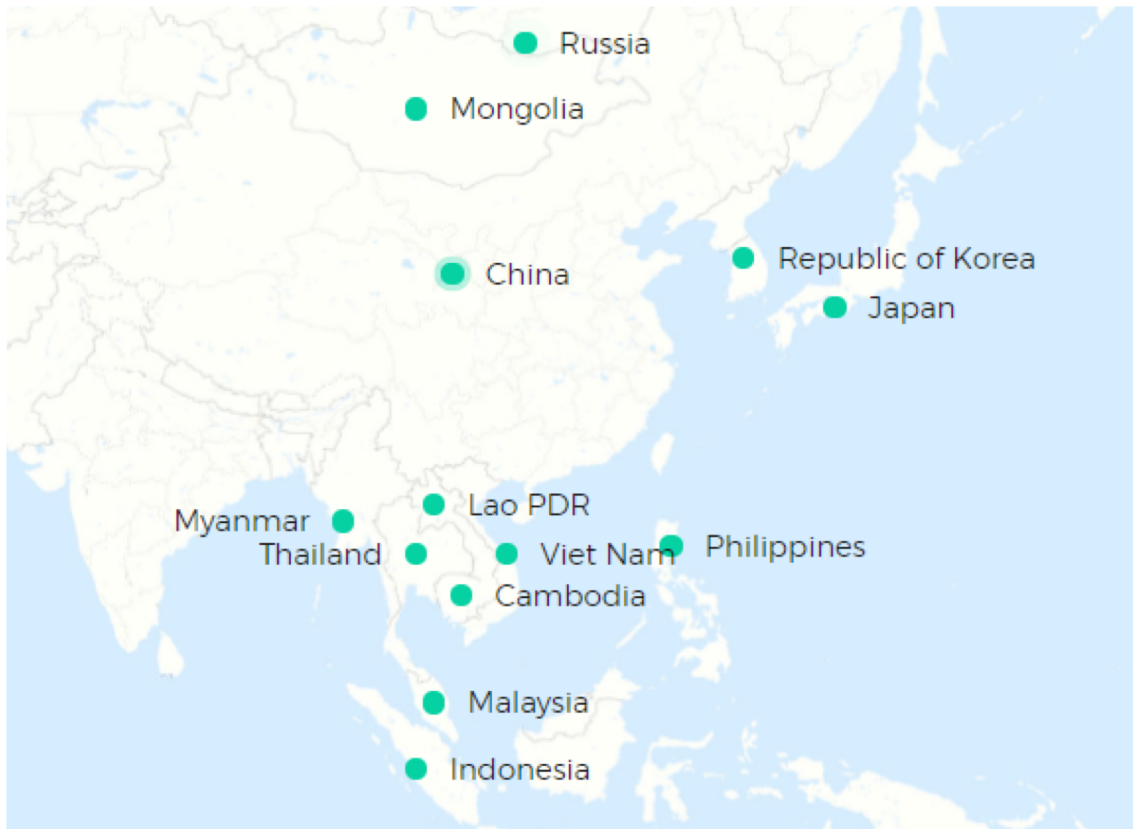 Russia
Mongolia
Republic of Korea
China
Japan
Lao PDR
Myanmar
Philippines
Thailand
Viet Nam
Cambodia
Malaysia
Indonesia